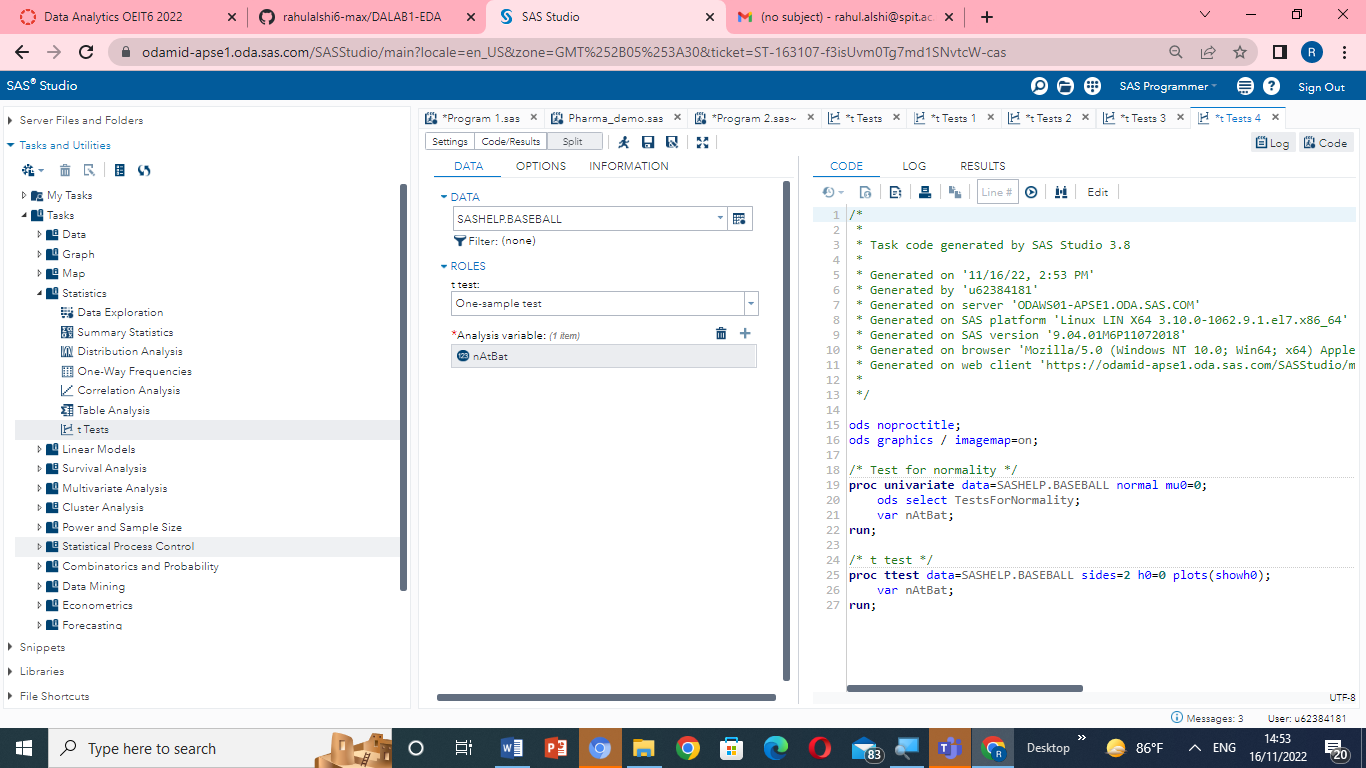 Data Analytics OEIT6 2022
rahulalshi6-max/DALAB1-EDA
SAS Studio
(no subject) - rahul.alshi@spit.ac.
odamid-apse1.oda.sas.com/SASStudio/main?locale=en_US&zone=GMT%252B05%253A30&ticket=ST-163107-f3isUvm0Tg7md1SNvtcW-cas
R
SAS® Studio
SAS Programmer
Sign Out
Server Files and Folders
Tasks and Utilities
My Tasks
Tasks
Data
Graph
Map
Statistics
Data Exploration
Summary Statistics
Distribution Analysis
One-Way Frequencies
Correlation Analysis
Table Analysis
t Tests
Linear Models
Survival Analysis
Multivariate Analysis
Cluster Analysis
Power and Sample Size
Statistical Process Control
Combinatorics and Probability
Data Mining
Econometrics
Forecasting
Snippets
Libraries
File Shortcuts
*Program 1.sas
Pharma_demo.sas
*Program 2.sas~
*t Tests
*t Tests 1
*t Tests 2
*t Tests 3
*t Tests 4
Settings
Code/Results
Split
Log
Code
DATA
OPTIONS
INFORMATION
DATA
SASHELP.BASEBALL
Filter: (none)
ROLES
t test:
One-sample test
*Analysis variable: (1 item)
123 nAtBat
CODE
LOG
RESULTS
Line #
Edit
1 /*
2 *
3 * Task code generated by SAS Studio 3.8
4 *
5 * Generated on '11/16/22, 2:53 PM'
6 * Generated by 'u62384181'
7 * Generated on server 'ODAWS01-APSE1.ODA.SAS.COM'
8 * Generated on SAS platform 'Linux LIN X64 3.10.0-1062.9.1.el7.x86_64'
9 * Generated on SAS version '9.04.01M6P11072018'
10 * Generated on browser 'Mozilla/5.0 (Windows NT 10.0; Win64; x64) Apple
11 * Generated on web client 'https://odamid-apse1.oda.sas.com/SASStudio/m
12 *
13 */
14
15 ods noproctitle;
16 ods graphics / imagemap=on;
17
18 /* Test for normality */
19 proc univariate data=SASHELP.BASEBALL normal mu0=0;
20 ods select TestsForNormality;
21 var nAtBat;
22 run;
23
24 /* t test */
25 proc ttest data=SASHELP.BASEBALL sides=2 h0=0 plots(showh0);
26 var nAtBat;
27 run;
UTF-8
Messages: 3
User: u62384181
Type here to search
83
Desktop
86°F
ENG
14:53
16/11/2022
20